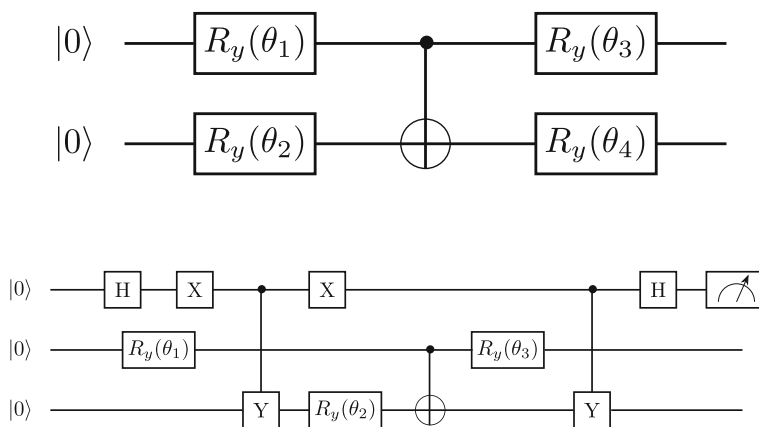 |0⟩ R_y(θ_1) R_y(θ_3)
|0⟩ R_y(θ_2) R_y(θ_4)
|0⟩ H X X H
|0⟩ R_y(θ_1) R_y(θ_3)
|0⟩ Y R_y(θ_2) Y